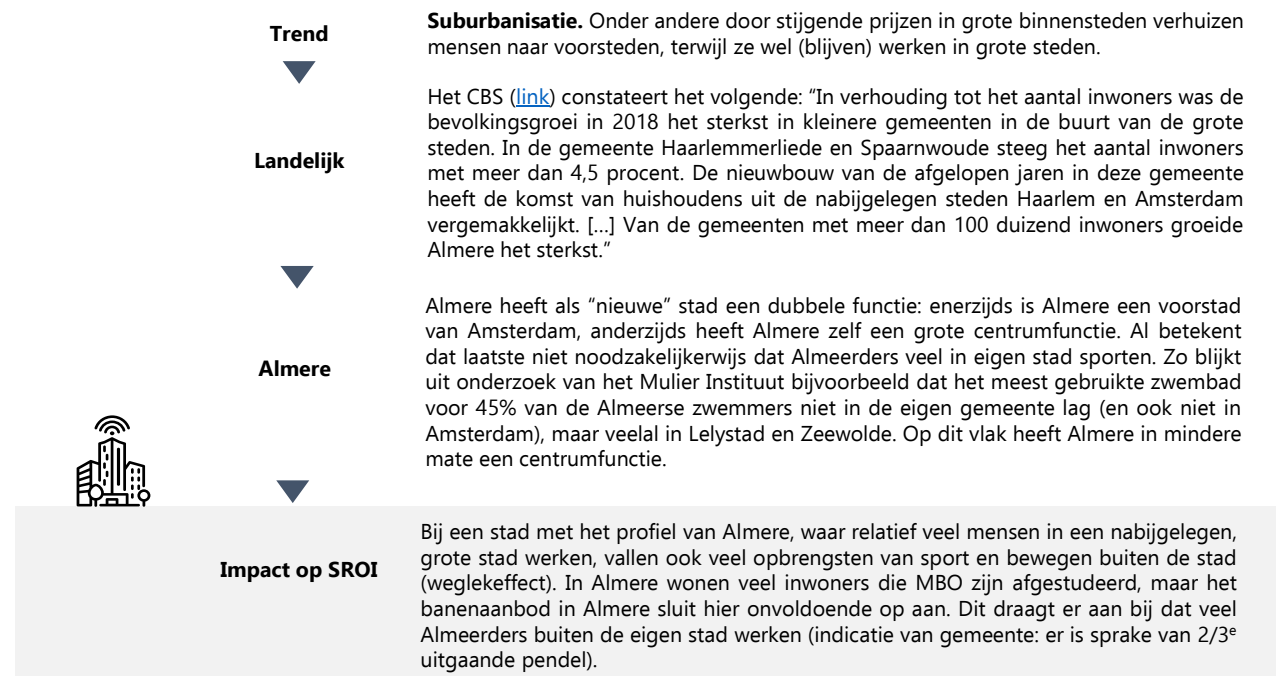 Trend
Suburbanisatie. Onder andere door stijgende prijzen in grote binnensteden verhuizen
mensen naar voorsteden, terwijl ze wel (blijven) werken in grote steden.
Landelijk
Het CBS (link) constateert het volgende: “In verhouding tot het aantal inwoners was de
bevolkingsgroei in 2018 het sterkst in kleinere gemeenten in de buurt van de grote
steden. In de gemeente Haarlemmerliede en Spaarnwoude steeg het aantal inwoners
met meer dan 4,5 procent. De nieuwbouw van de afgelopen jaren in deze gemeente
heeft de komst van huishoudens uit de nabijgelegen steden Haarlem en Amsterdam
vergemakkelijkt. […] Van de gemeenten met meer dan 100 duizend inwoners groeide
Almere het sterkst.”
Almere
Almere heeft als “nieuwe” stad een dubbele functie: enerzijds is Almere een voorstad
van Amsterdam, anderzijds heeft Almere zelf een grote centrumfunctie. Al betekent
dat laatste niet noodzakelijkerwijs dat Almeerders veel in eigen stad sporten. Zo blijkt
uit onderzoek van het Mulier Instituut bijvoorbeeld dat het meest gebruikte zwembad
voor 45% van de Almeerse zwemmers niet in de eigen gemeente lag (en ook niet in
Amsterdam), maar veelal in Lelystad en Zeewolde. Op dit vlak heeft Almere in mindere
mate een centrumfunctie.
Impact op SROI
Bij een stad met het profiel van Almere, waar relatief veel mensen in een nabijgelegen,
grote stad werken, vallen ook veel opbrengsten van sport en bewegen buiten de stad
(weglekeffect). In Almere wonen veel inwoners die MBO zijn afgestudeerd, maar het
banenaanbod in Almere sluit hier onvoldoende op aan. Dit draagt er aan bij dat veel
Almeerders buiten de eigen stad werken (indicatie van gemeente: er is sprake van 2/3ᵉ
uitgaande pendel).